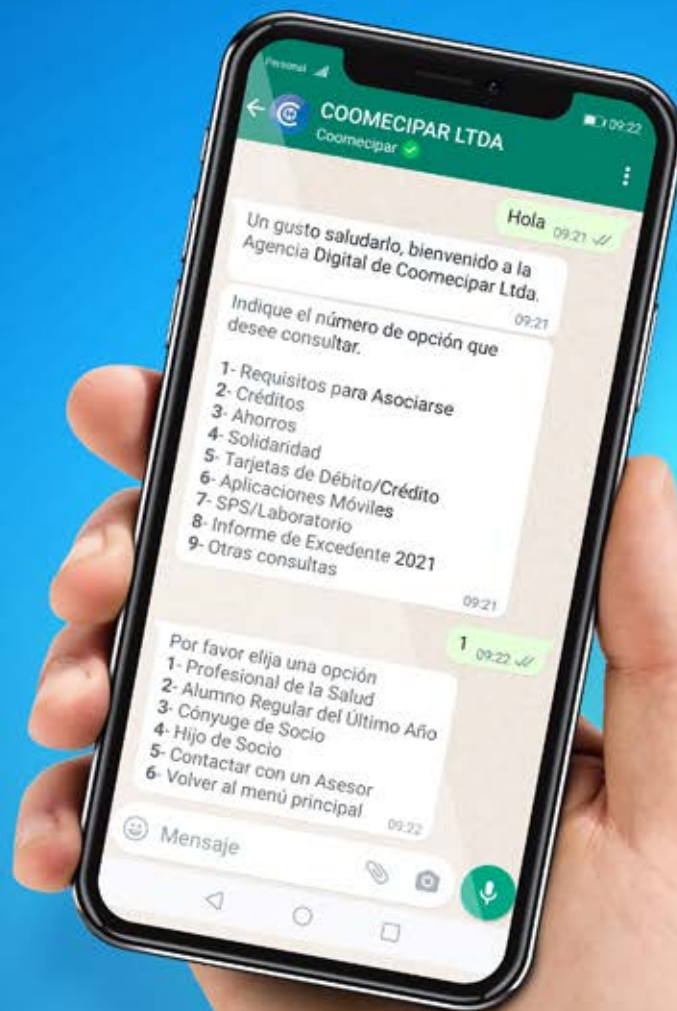 Personal
09:22
COOMECIPAR LTDA
Coomecipar
Hola 09:21
Un gusto saludarlo, bienvenido a la
Agencia Digital de Coomecipar Ltda.
09:21
Indique el número de opción que
desee consultar.
1- Requisitos para Asociarse
2- Créditos
3- Ahorros
4- Solidaridad
5- Tarjetas de Débito/Crédito
6- Aplicaciones Móviles
7- SPS/Laboratorio
8- Informe de Excedente 2021
9- Otras consultas
09:21
1 09:22
Por favor elija una opción
1- Profesional de la Salud
2- Alumno Regular del Último Año
3- Cónyuge de Socio
4- Hijo de Socio
5- Contactar con un Asesor
6- Volver al menú principal
09:22
Mensaje